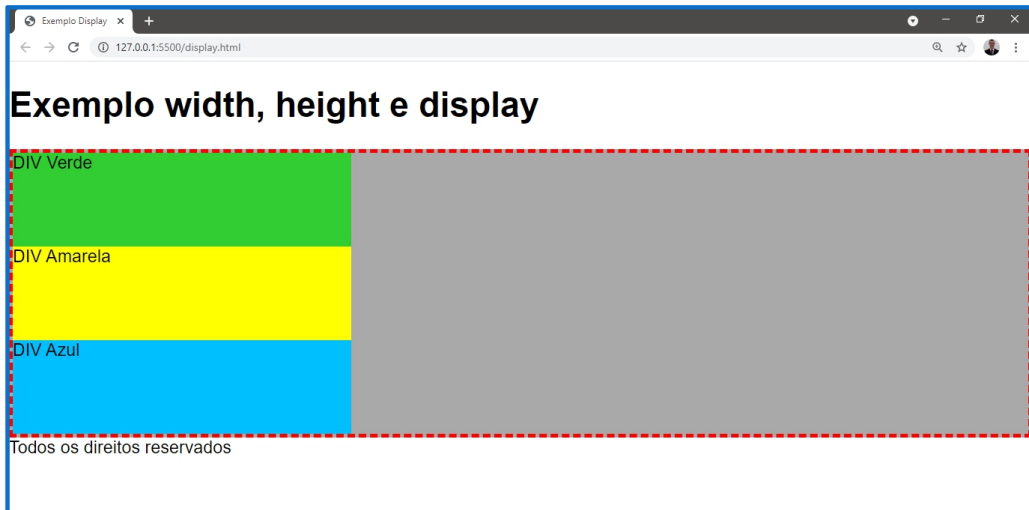 Exemplo Display
127.0.0.1:5500/display.html
Exemplo width, height e display
DIV Verde
DIV Amarela
DIV Azul
Todos os direitos reservados